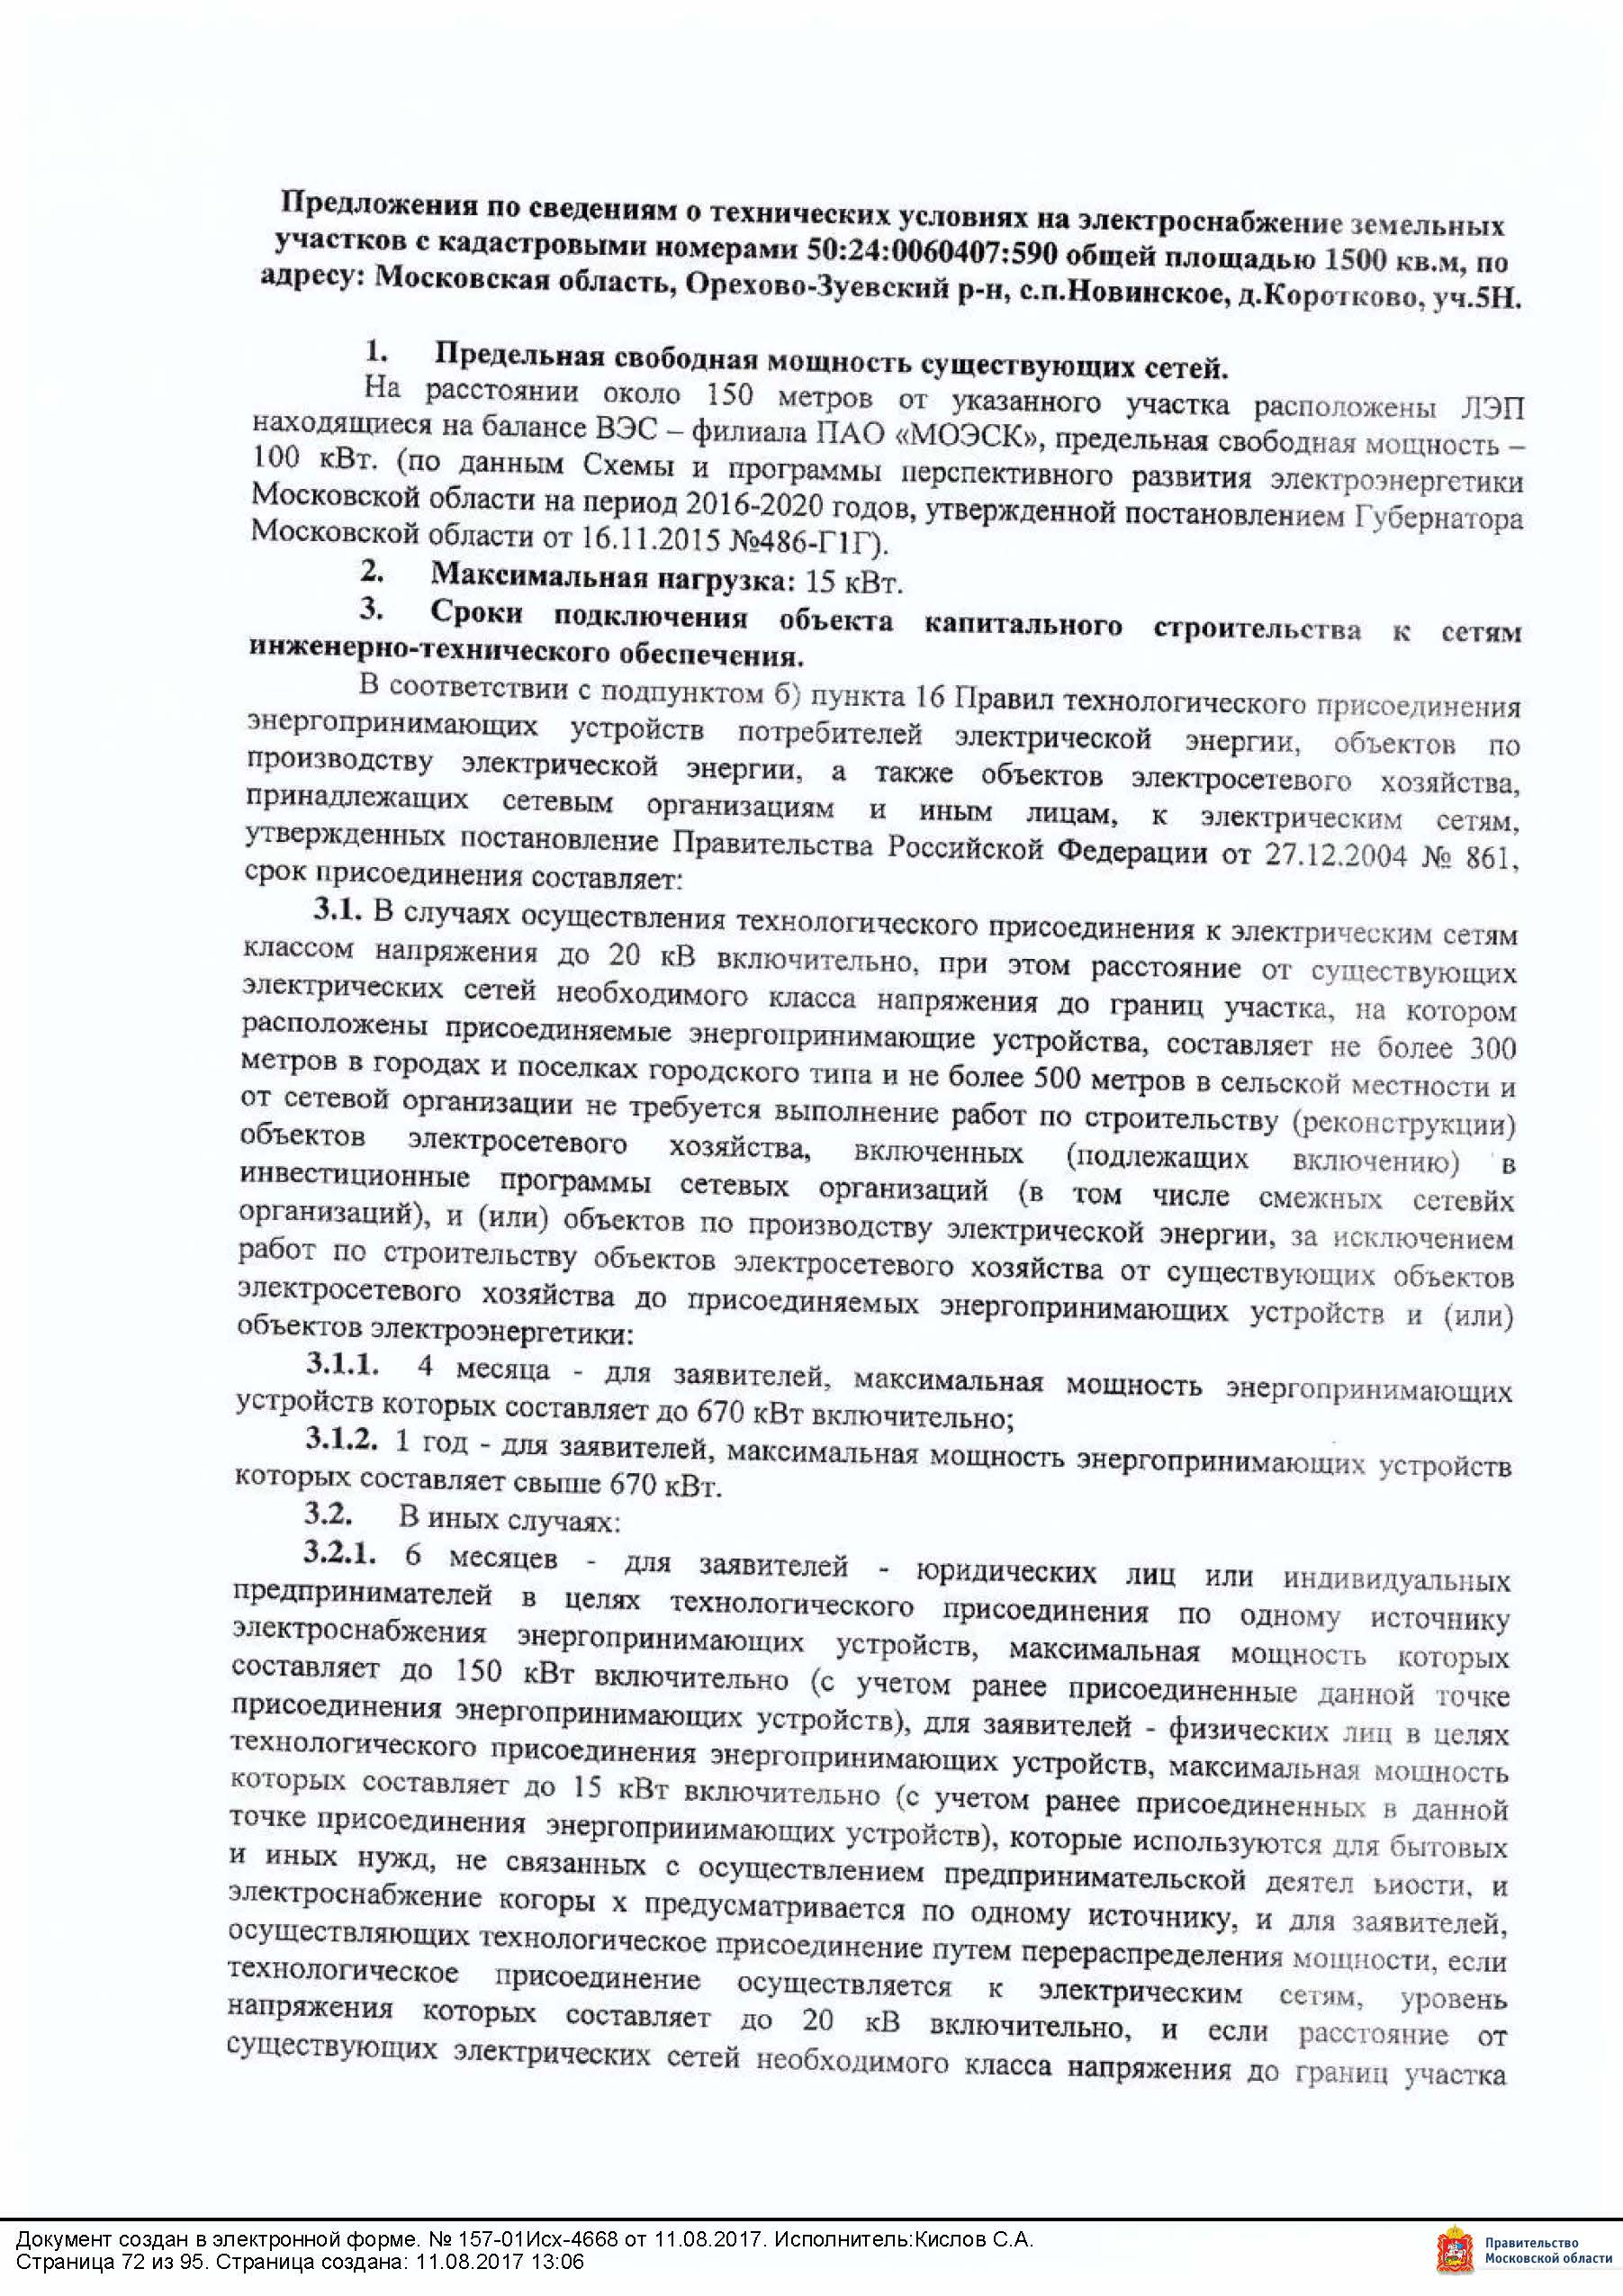 Предложения по сведениям о технических условиях на электроснабжение земельных
участков с кадастровыми номерами 50:24:0060407:590 общей площадью 1500 кв.м, по
адресу: Московская область, Орехово-Зуевский р-н, с.п.Новинское, д.Коротково, уч.5Н.
1. Предельная свободная мощность существующих сетей.
На расстоянии около 150 метров от указанного участка расположены ЛЭП
находящиеся на балансе ВЭС – филиала ПАО «МОЭСК», предельная свободная мощность –
100 кВт. (по данным Схемы и программы перспективного развития электроэнергетики
Московской области на период 2016-2020 годов, утвержденной постановлением Губернатора
Московской области от 16.11.2015 №486-Г1Г).
2. Максимальная нагрузка: 15 кВт.
3. Сроки подключения объекта капитального строительства к сетям
инженерно-технического обеспечения.
В соответствии с подпунктом б) пункта 16 Правил технологического присоединения
энергопринимающих устройств потребителей электрической энергии, объектов по
производству электрической энергии, а также объектов электросетевого хозяйства,
принадлежащих сетевым организациям и иным лицам, к электрическим сетям,
утвержденных постановление Правительства Российской Федерации от 27.12.2004 № 861,
срок присоединения составляет:
3.1. В случаях осуществления технологического присоединения к электрическим сетям
классом напряжения до 20 кВ включительно, при этом расстояние от существующих
электрических сетей необходимого класса напряжения до границ участка, на котором
расположены присоединяемые энергопринимающие устройства, составляет не более 300
метров в городах и поселках городского типа и не более 500 метров в сельской местности и
от сетевой организации не требуется выполнение работ по строительству (реконструкции)
объектов электросетевого хозяйства, включенных (подлежащих включению) в
инвестиционные программы сетевых организаций (в том числе смежных сетевйх
организаций), и (или) объектов по производству электрической энергии, за исключением
работ по строительству объектов электросетевого хозяйства от существующих объектов
электросетевого хозяйства до присоединяемых энергопринимающих устройств и (или)
объектов электроэнергетики:
3.1.1. 4 месяца - для заявителей, максимальная мощность энергопринимающих
устройств которых составляет до 670 кВт включительно;
3.1.2. 1 год - для заявителей, максимальная мощность энергопринимающих устройств
которых составляет свыше 670 кВт.
3.2. В иных случаях:
3.2.1. 6 месяцев - для заявителей - юридических лиц или индивидуальных
предпринимателей в целях технологического присоединения по одному источнику
электроснабжения энергопринимающих устройств, максимальная мощность которых
составляет до 150 кВт включительно (с учетом ранее присоединенные данной точке
присоединения энергопринимающих устройств), для заявителей - физических лиц в целях
технологического присоединения энергопринимающих устройств, максимальная мощность
которых составляет до 15 кВт включительно (с учетом ранее присоединенных в данной
точке присоединения энергоприиимающих устройств), которые используются для бытовых
и иных нужд, не связанных с осуществлением предпринимательской деятел ьиости, и
электроснабжение когоры х предусматривается по одному источнику, и для заявителей,
осуществляющих технологическое присоединение путем перераспределения мощности, если
технологическое присоединение осуществляется к электрическим сетям, уровень
напряжения которых составляет до 20 кВ включительно, и если расстояние от
существующих электрических сетей необходимого класса напряжения до границ участка
Документ создан в электронной форме. № 157-01Исх-4668 от 11.08.2017. Исполнитель:Кислов С.А.
Страница 72 из 95. Страница создана: 11.08.2017 13:06
Правительство
Московской области